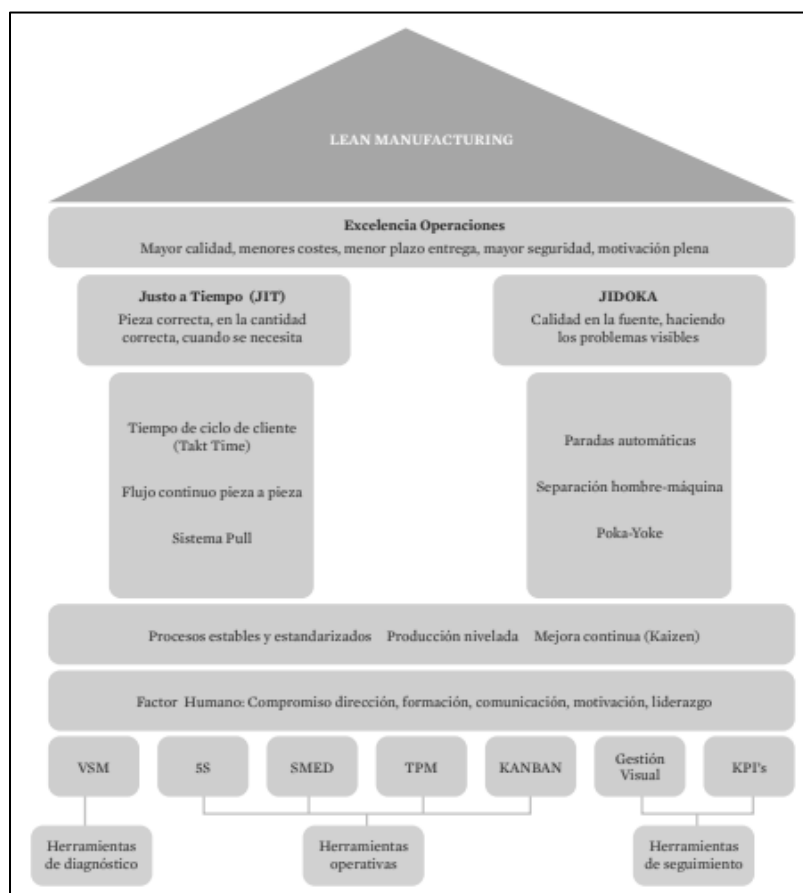 LEAN MANUFACTURING
Excelencia Operaciones
Mayor calidad, menores costes, menor plazo entrega, mayor seguridad, motivación plena
Justo a Tiempo (JIT)
Pieza correcta, en la cantidad
correcta, cuando se necesita
JIDOKA
Calidad en la fuente, haciendo
los problemas visibles
Tiempo de ciclo de cliente
(Takt Time)
Flujo continuo pieza a pieza
Sistema Pull
Paradas automáticas
Separación hombre-máquina
Poka-Yoke
Procesos estables y estandarizados Producción nivelada Mejora continua (Kaizen)
Factor Humano: Compromiso dirección, formación, comunicación, motivación, liderazgo
VSM
5S
SMED
TPM
KANBAN
Gestión
Visual
KPI's
Herramientas
de diagnóstico
Herramientas
operativas
Herramientas
de seguimiento